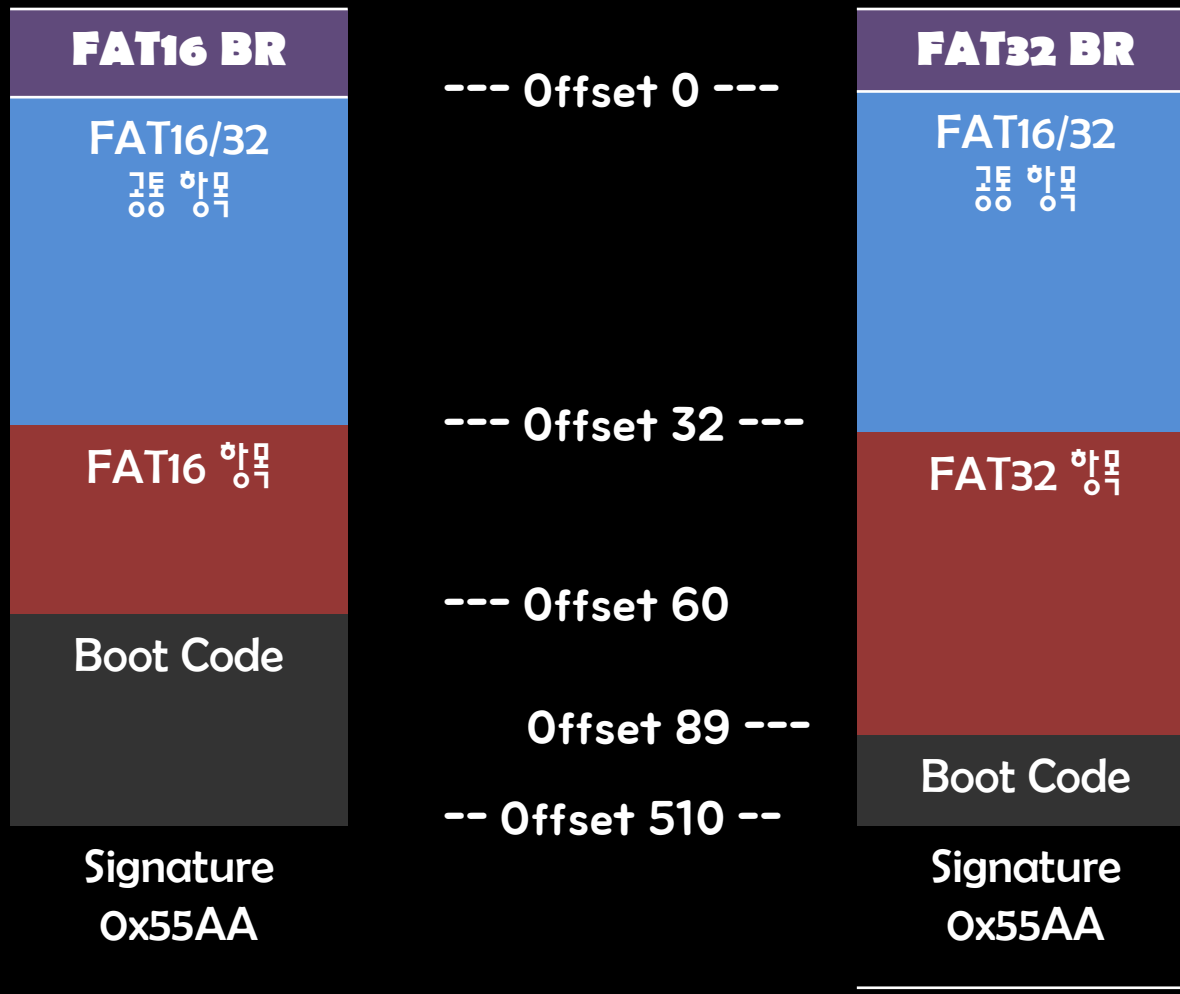 FAT16 BR
FAT16/32
공통 항목
FAT16 항목
Boot Code
Signature
0x55AA
--- Offset 0 ---
--- Offset 32 ---
--- Offset 60
Offset 89 ---
-- Offset 510 --
FAT32 BR
FAT16/32
공통 항목
FAT32 항목
Boot Code
Signature
0x55AA